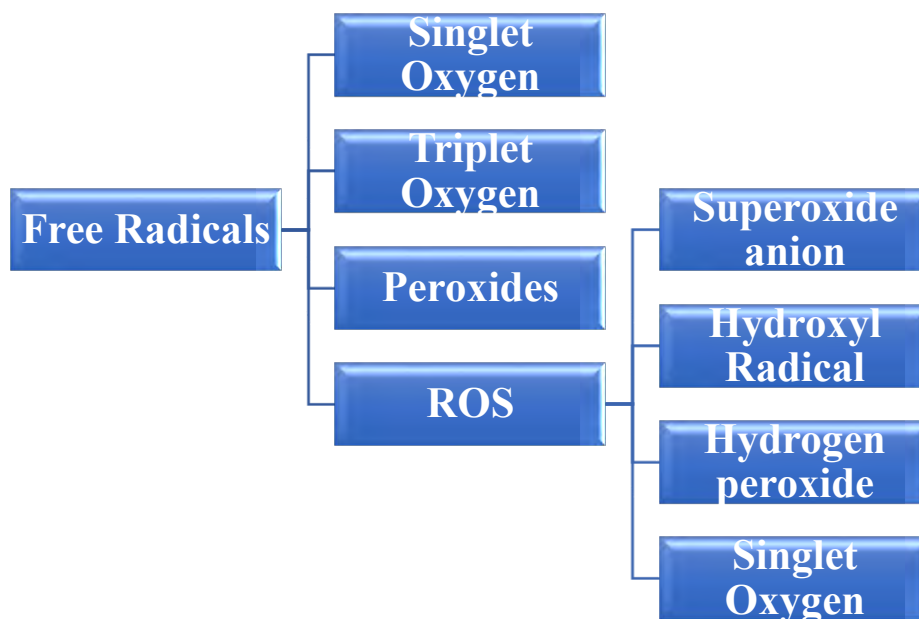 Free Radicals
Singlet
Oxygen
Triplet
Oxygen
Peroxides
ROS
Superoxide
anion
Hydroxyl
Radical
Hydrogen
peroxide
Singlet
Oxygen